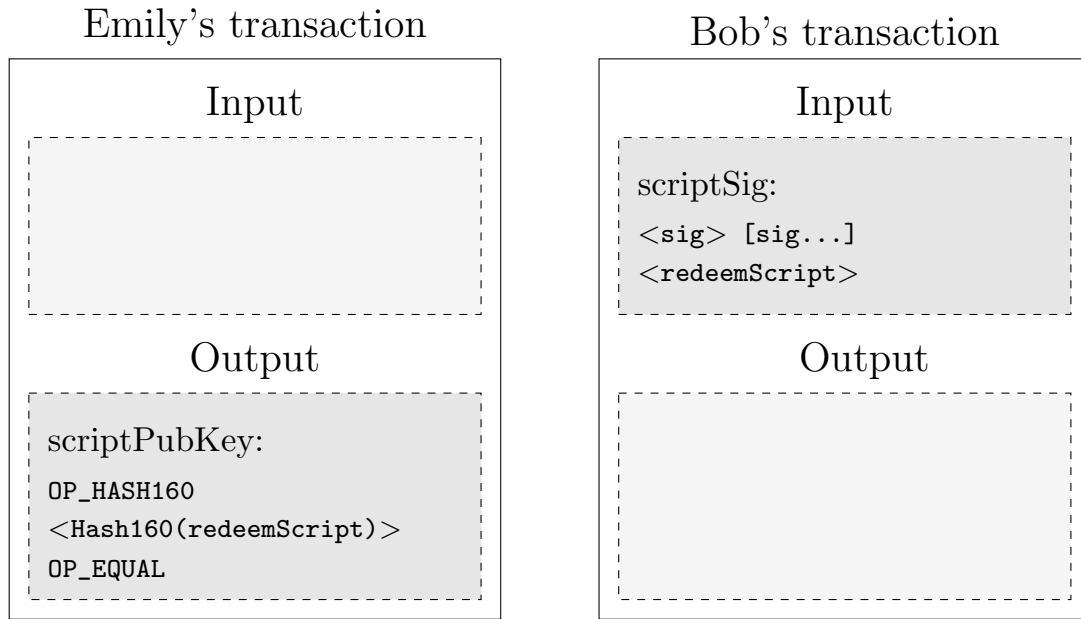 Emily's transaction
Input
Output
scriptPubKey:
OP_HASH160
<Hash160(redeemScript)>
OP_EQUAL
Bob's transaction
Input
scriptSig:
<sig> [sig...]
<redeemScript>
Output